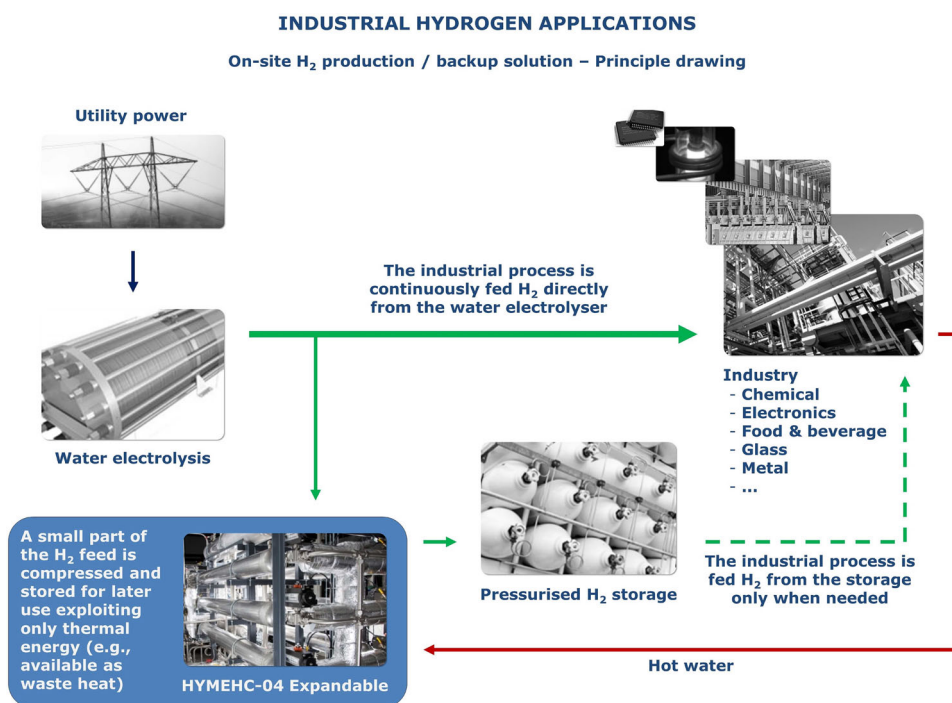 INDUSTRIAL HYDROGEN APPLICATIONS
On-site H₂ production / backup solution – Principle drawing
Utility power
The industrial process is
continuously fed H₂ directly
from the water electrolyser
Water electrolysis
Industry
- Chemical
- Electronics
- Food & beverage
- Glass
- Metal
- ...
A small part of
the H₂ feed is
compressed and
stored for later
use exploiting
only thermal
energy (e.g.,
available as
waste heat)
HYMEHC-04 Expandable
Pressurised H₂ storage
The industrial process is
fed H₂ from the storage
only when needed
Hot water